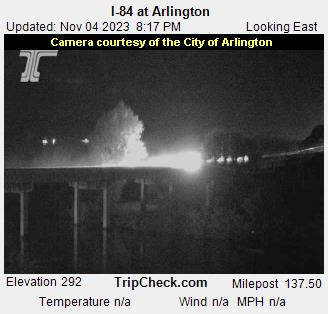 I-84 at Arlington
Updated: Nov 04 2023 8:17 PM Looking East
Camera courtesy of the City of Arlington
Elevation 292 TripCheck.com Milepost 137.50
Temperature n/a Wind n/a MPH n/a